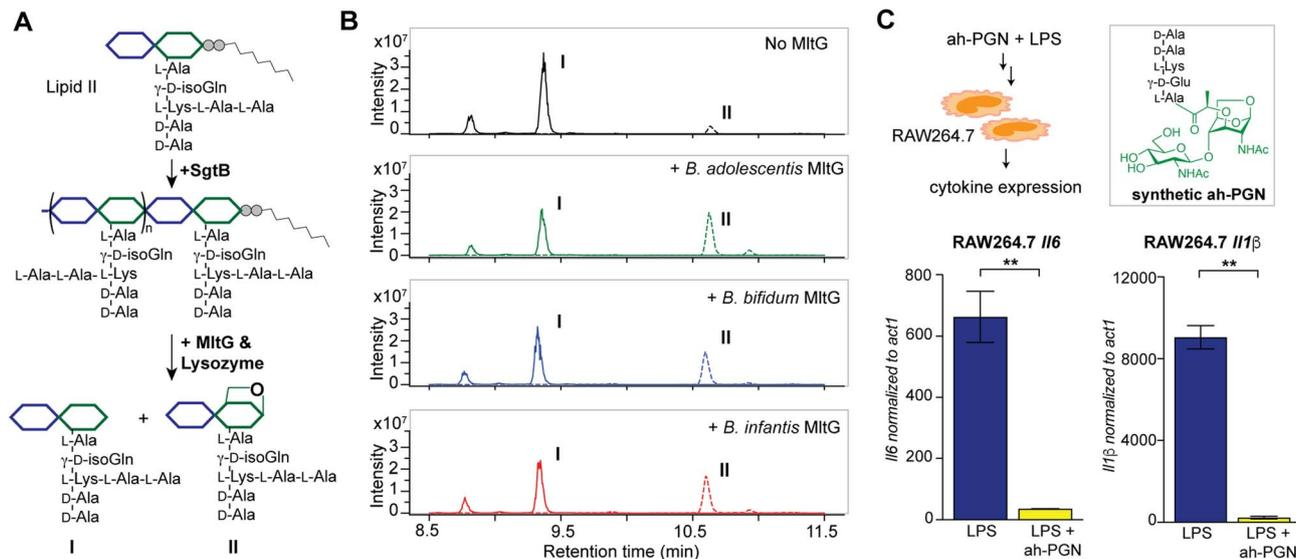 A
Lipid II
L-Ala
γ-D-isoGln
L-Lys-L-Ala-L-Ala
D-Ala
D-Ala
+SgtB
n
L-Ala
γ-D-isoGln
L-Ala-L-Ala-L-Lys
D-Ala
D-Ala
L-Ala
γ-D-isoGln
L-Lys-L-Ala-L-Ala
D-Ala
D-Ala
+ MltG &
Lysozyme
+
O
L-Ala
γ-D-isoGln
L-Lys-L-Ala-L-Ala
D-Ala
D-Ala
I
L-Ala
γ-D-isoGln
L-Lys-L-Ala-L-Ala
D-Ala
D-Ala
II
B
x10⁷
Intensity
3
2
1
0
No MltG
I
II
x10⁷
Intensity
3
2
1
0
+ B. adolescentis MltG
I
II
x10⁷
Intensity
3
2
1
0
+ B. bifidum MltG
I
II
x10⁷
Intensity
3
2
1
0
+ B. infantis MltG
I
II
8.5 9.5 10.5 11.5
Retention time (min)
C
ah-PGN + LPS
RAW264.7
cytokine expression
D-Ala
D-Ala
L-Lys
γ-D-Glu
L-Ala
O
O
O
O
NHAc
OH
HO
HO
O
O
NHAc
synthetic ah-PGN
RAW264.7 Il6
**
Il6 normalized to act1
800
600
400
200
0
LPS
LPS +
ah-PGN
RAW264.7 Il1β
**
Il1β normalized to act1
12000
8000
4000
0
LPS
LPS +
ah-PGN